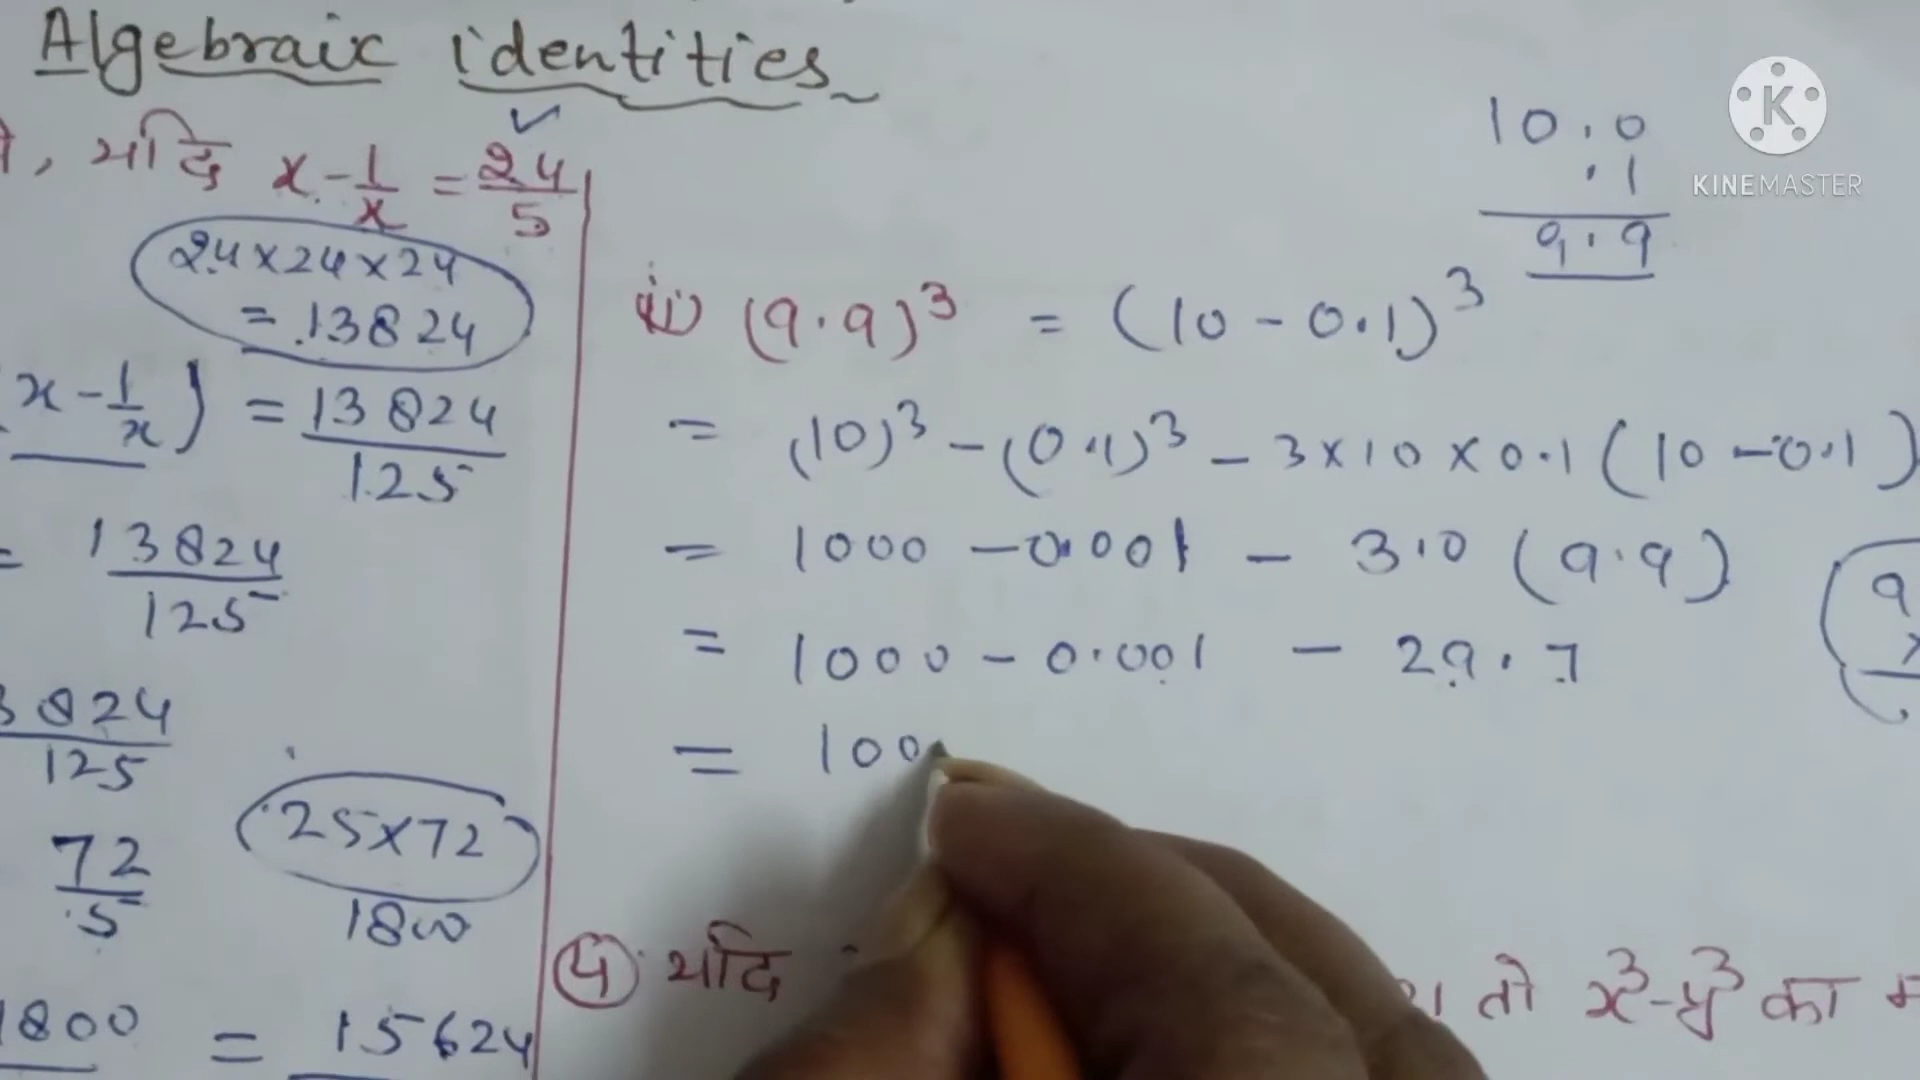 Algebraic identities
, यदि x - 1/x = 24/5
24 x 24 x 24
= 13824
x - 1/x ) = 13824/125
= 13824/125
3824/125
72/5
25 x 72
1800
1800 = 15624
10.0
.1
9.9
KINEMASTER
ii) (9.9)³ = (10 - 0.1)³
= (10)³ - (0.1)³ - 3 x 10 x 0.1 (10 - 0.1)
= 1000 - 0.001 - 3.0 (9.9)
= 1000 - 0.001 - 29.7
= 100
9
x
५ यदि
तो x³ - y³ का